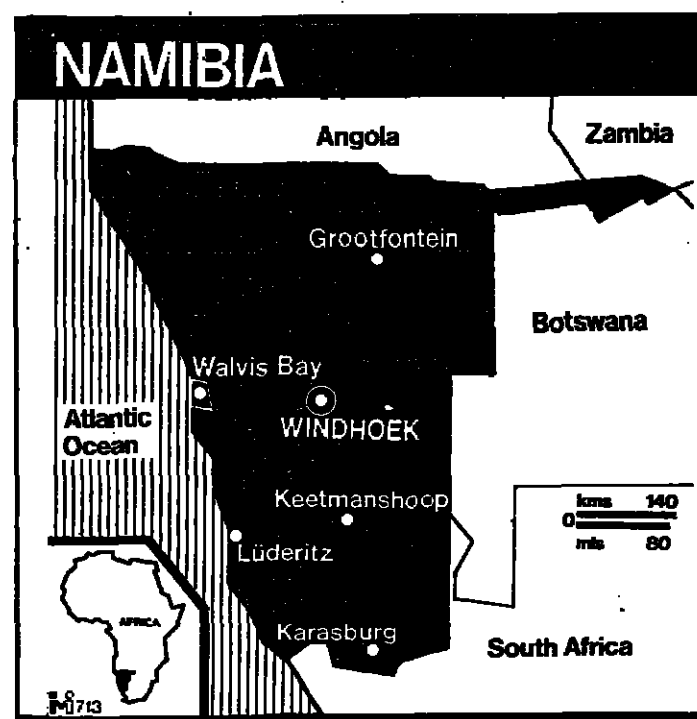 NAMIBIA
Angola
Zambia
Grootfontein
Botswana
Walvis Bay
Atlantic
Ocean
WINDHOEK
Keetmanshoop
kms 140
0
mls 80
Lüderitz
AFRICA
Karasburg
South Africa
713